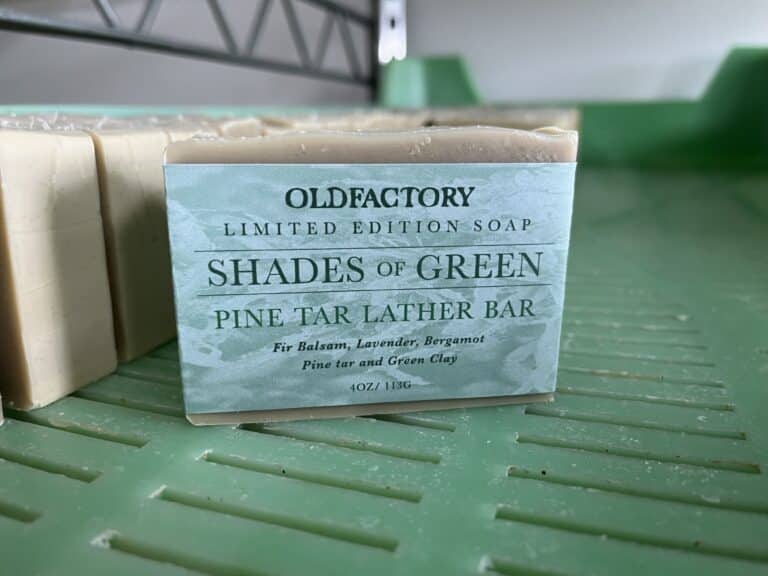 OLDFACTORY
LIMITED EDITION SOAP
SHADES OF GREEN
PINE TAR LATHER BAR
Fir Balsam, Lavender, Bergamot
Pine tar and Green Clay
4OZ/ 113G